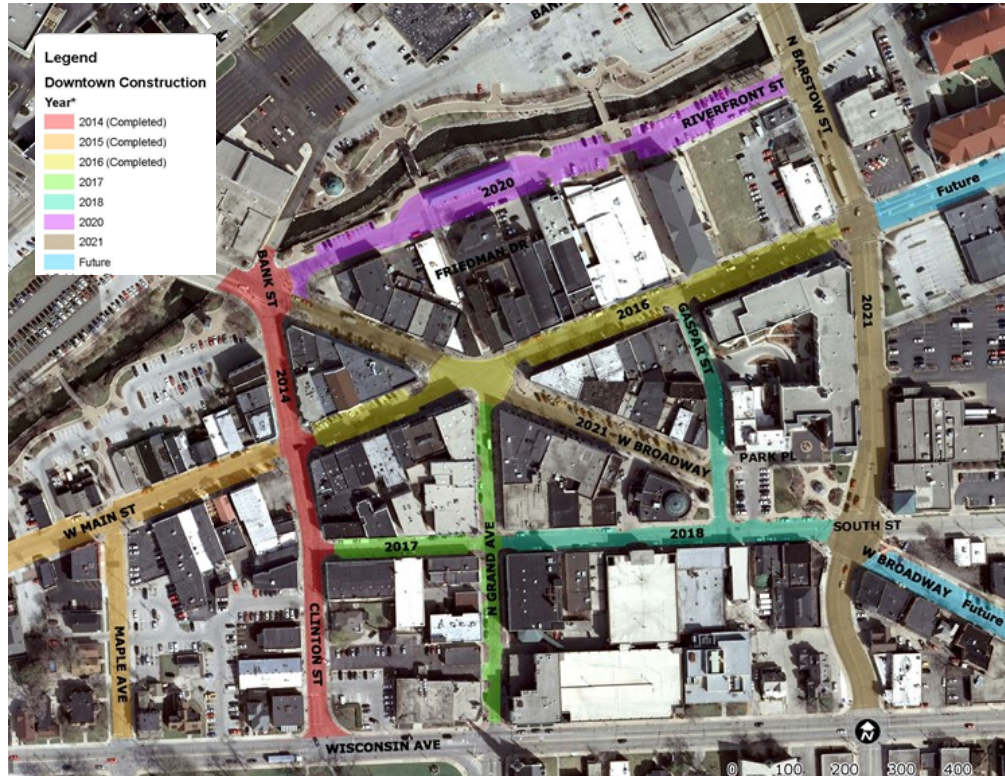 Legend
Downtown Construction
Year*
2014 (Completed)
2015 (Completed)
2016 (Completed)
2017
2018
2020
2021
Future
BANK
N BARSTOW ST
RIVERFRONT ST
2020
Future
FRIEDMAN DR
BANK ST
2016
GASPAR ST
2021
2014
2021 W BROADWAY
PARK PL
W MAIN ST
2017
N GRAND AVE
2018
SOUTH ST
W BROADWAY
Future
MAPLE AVE
CLINTON ST
WISCONSIN AVE
N
0 100 200 300 400